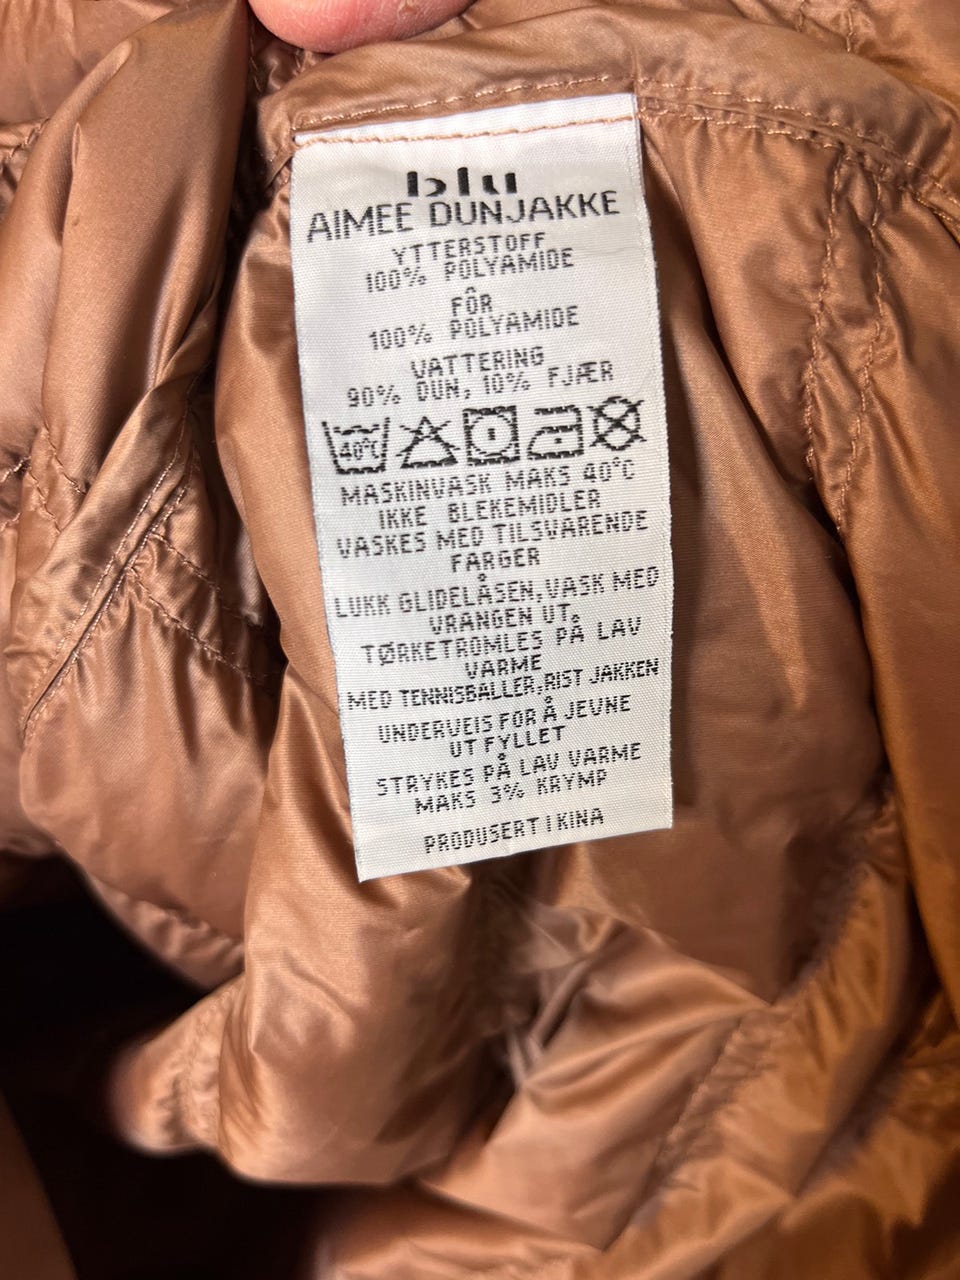 blu
AIMEE DUNJAKKE
YTTERSTOFF
100% POLYAMIDE
FÔR
100% POLYAMIDE
VATTERING
90% DUN, 10% FJÆR
40°C
MASKINVASK MAKS 40°C
IKKE BLEKEMIDLER
VASKES MED TILSVARENDE
FARGER
LUKK GLIDELÅSEN, VASK MED
VRANGEN UT.
TØRKETROMLES PÅ LAV
VARME
MED TENNISBALLER, RIST JAKKEN
UNDERVEIS FOR Å JEVNE
UT FYLLET
STRYKES PÅ LAV VARME
MAKS 3% KRYMP
PRODUSERT I KINA